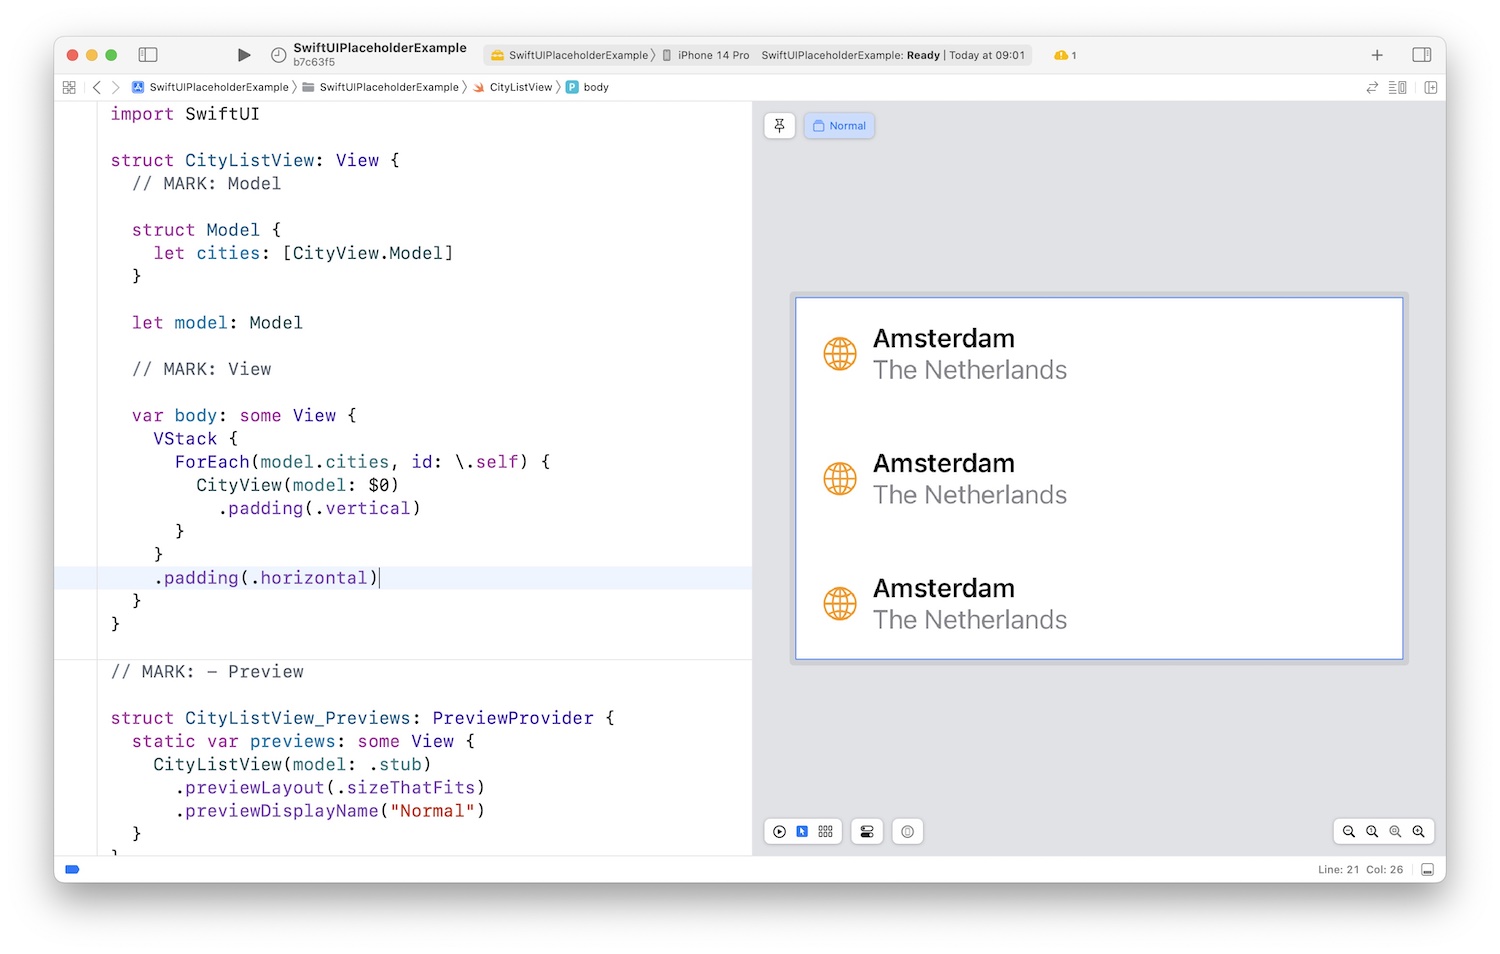 SwiftUIPlaceholderExample
b7c63f5
SwiftUIPlaceholderExample
iPhone 14 Pro
SwiftUIPlaceholderExample: Ready | Today at 09:01
1
SwiftUIPlaceholderExample
SwiftUIPlaceholderExample
CityListView
P body
import SwiftUI
struct CityListView: View {
// MARK: Model
struct Model {
let cities: [CityView.Model]
}
let model: Model
// MARK: View
var body: some View {
VStack {
ForEach(model.cities, id: \.self) {
CityView(model: $0)
.padding(.vertical)
}
}
.padding(.horizontal)
}
}
// MARK: – Preview
struct CityListView_Previews: PreviewProvider {
static var previews: some View {
CityListView(model: .stub)
.previewLayout(.sizeThatFits)
.previewDisplayName("Normal")
}
}
Normal
Amsterdam
The Netherlands
Amsterdam
The Netherlands
Amsterdam
The Netherlands
Line: 21 Col: 26